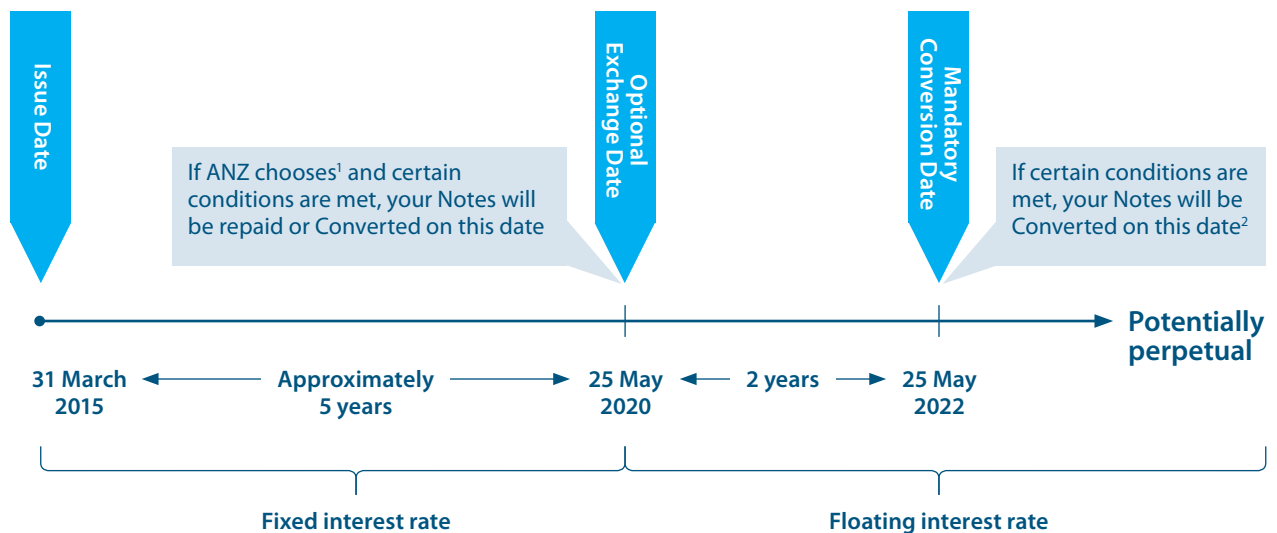 Issue Date
Optional
Exchange Date
Mandatory
Conversion Date
If ANZ chooses¹ and certain
conditions are met, your Notes will
be repaid or Converted on this date
If certain conditions are
met, your Notes will be
Converted on this date²
Potentially
perpetual
31 March
2015
Approximately
5 years
25 May
2020
2 years
25 May
2022
Fixed interest rate
Floating interest rate